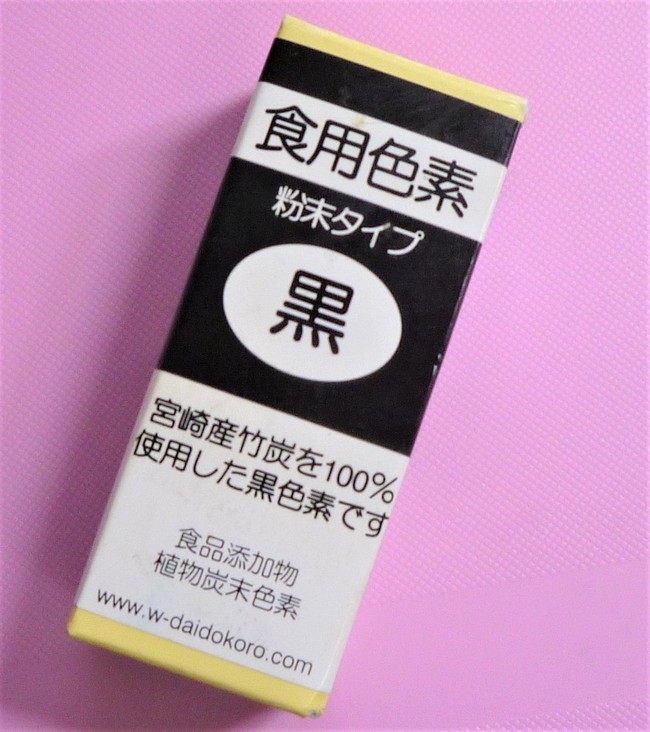 食用色素
粉末タイプ
黒
宮崎産竹炭を100%
使用した黒色素です
食品添加物
植物炭末色素
www.w-daidokoro.com